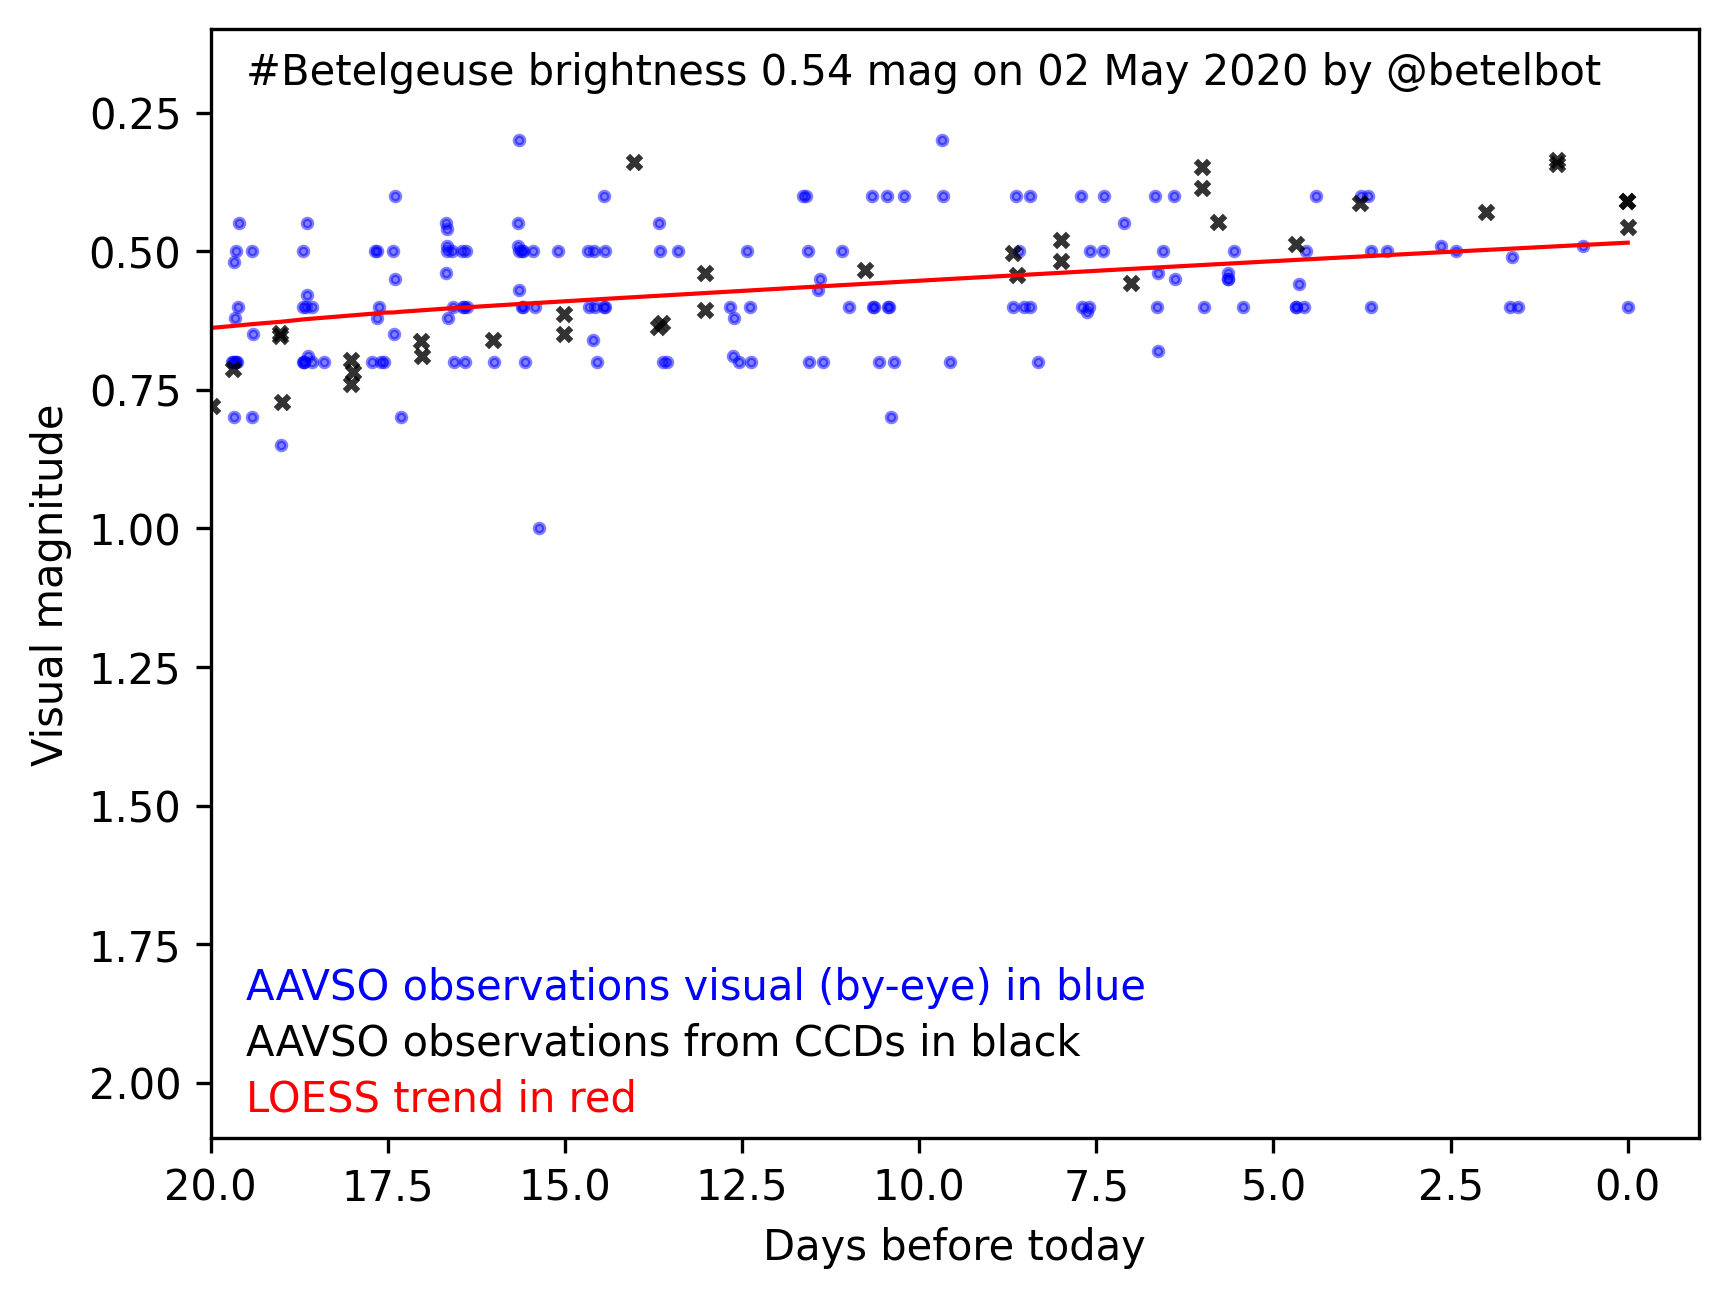 #Betelgeuse brightness 0.54 mag on 02 May 2020 by @betelbot
0.25
0.50
0.75
1.00
1.25
1.50
1.75
2.00
Visual magnitude
AAVSO observations visual (by-eye) in blue
AAVSO observations from CCDs in black
LOESS trend in red
20.0 17.5 15.0 12.5 10.0 7.5 5.0 2.5 0.0
Days before today